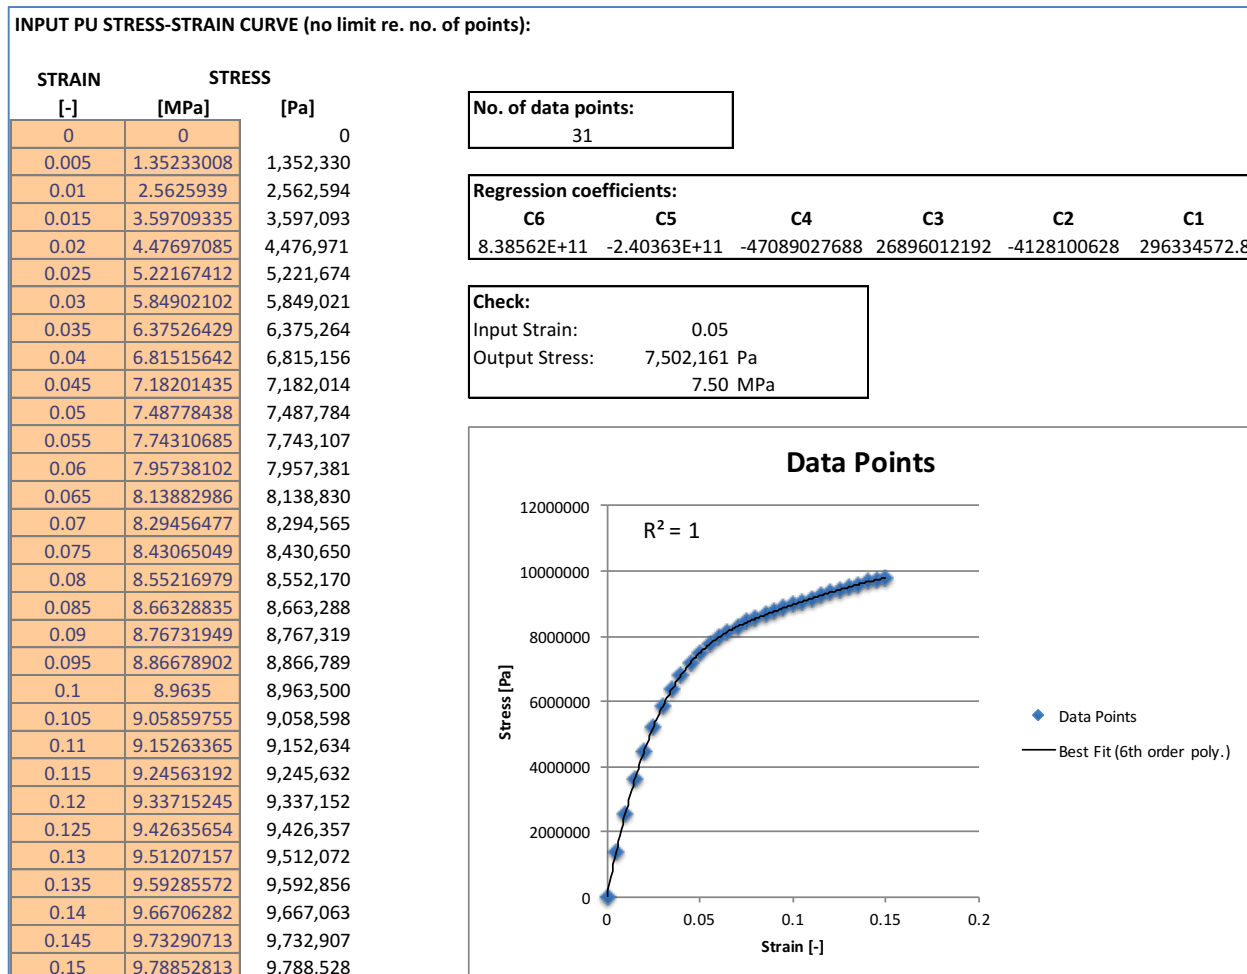 INPUT PU STRESS-STRAIN CURVE (no limit re. no. of points):
STRAIN STRESS
[-] [MPa] [Pa]
0 0 0
0.005 1.35233008 1,352,330
0.01 2.5625939 2,562,594
0.015 3.59709335 3,597,093
0.02 4.47697085 4,476,971
0.025 5.22167412 5,221,674
0.03 5.84902102 5,849,021
0.035 6.37526429 6,375,264
0.04 6.81515642 6,815,156
0.045 7.18201435 7,182,014
0.05 7.48778438 7,487,784
0.055 7.74310685 7,743,107
0.06 7.95738102 7,957,381
0.065 8.13882986 8,138,830
0.07 8.29456477 8,294,565
0.075 8.43065049 8,430,650
0.08 8.55216979 8,552,170
0.085 8.66328835 8,663,288
0.09 8.76731949 8,767,319
0.095 8.86678902 8,866,789
0.1 8.9635 8,963,500
0.105 9.05859755 9,058,598
0.11 9.15263365 9,152,634
0.115 9.24563192 9,245,632
0.12 9.33715245 9,337,152
0.125 9.42635654 9,426,357
0.13 9.51207157 9,512,072
0.135 9.59285572 9,592,856
0.14 9.66706282 9,667,063
0.145 9.73290713 9,732,907
0.15 9.78852813 9.788.528
No. of data points:
31
Regression coefficients:
C6 C5 C4 C3 C2 C1
8.38562E+11 -2.40363E+11 -47089027688 26896012192 -4128100628 296334572.8
Check:
Input Strain: 0.05
Output Stress: 7,502,161 Pa
7.50 MPa
Data Points
R² = 1
12000000
10000000
8000000
6000000
4000000
2000000
0
Stress [Pa]
0 0.05 0.1 0.15 0.2
Strain [-]
Data Points
Best Fit (6th order poly.)